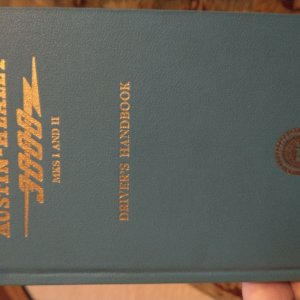 AUSTIN-HEALEY
3000
MKS I AND II
DRIVER'S HANDBOOK